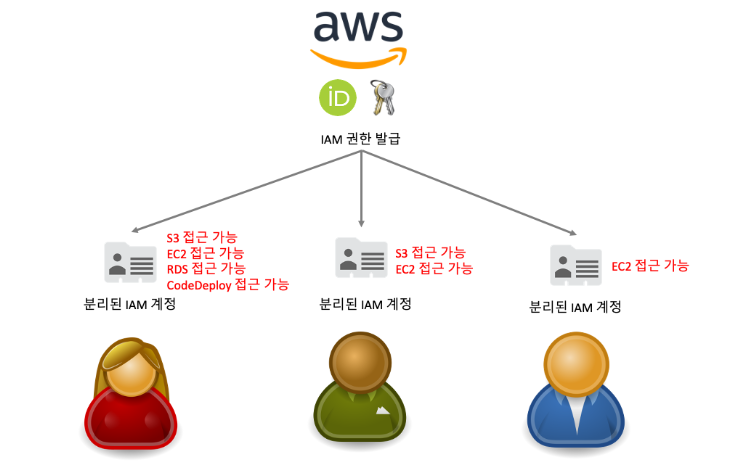 aws
iD
IAM 권한 발급
S3 접근 가능
EC2 접근 가능
RDS 접근 가능
CodeDeploy 접근 가능
분리된 IAM 계정
S3 접근 가능
EC2 접근 가능
분리된 IAM 계정
EC2 접근 가능
분리된 IAM 계정